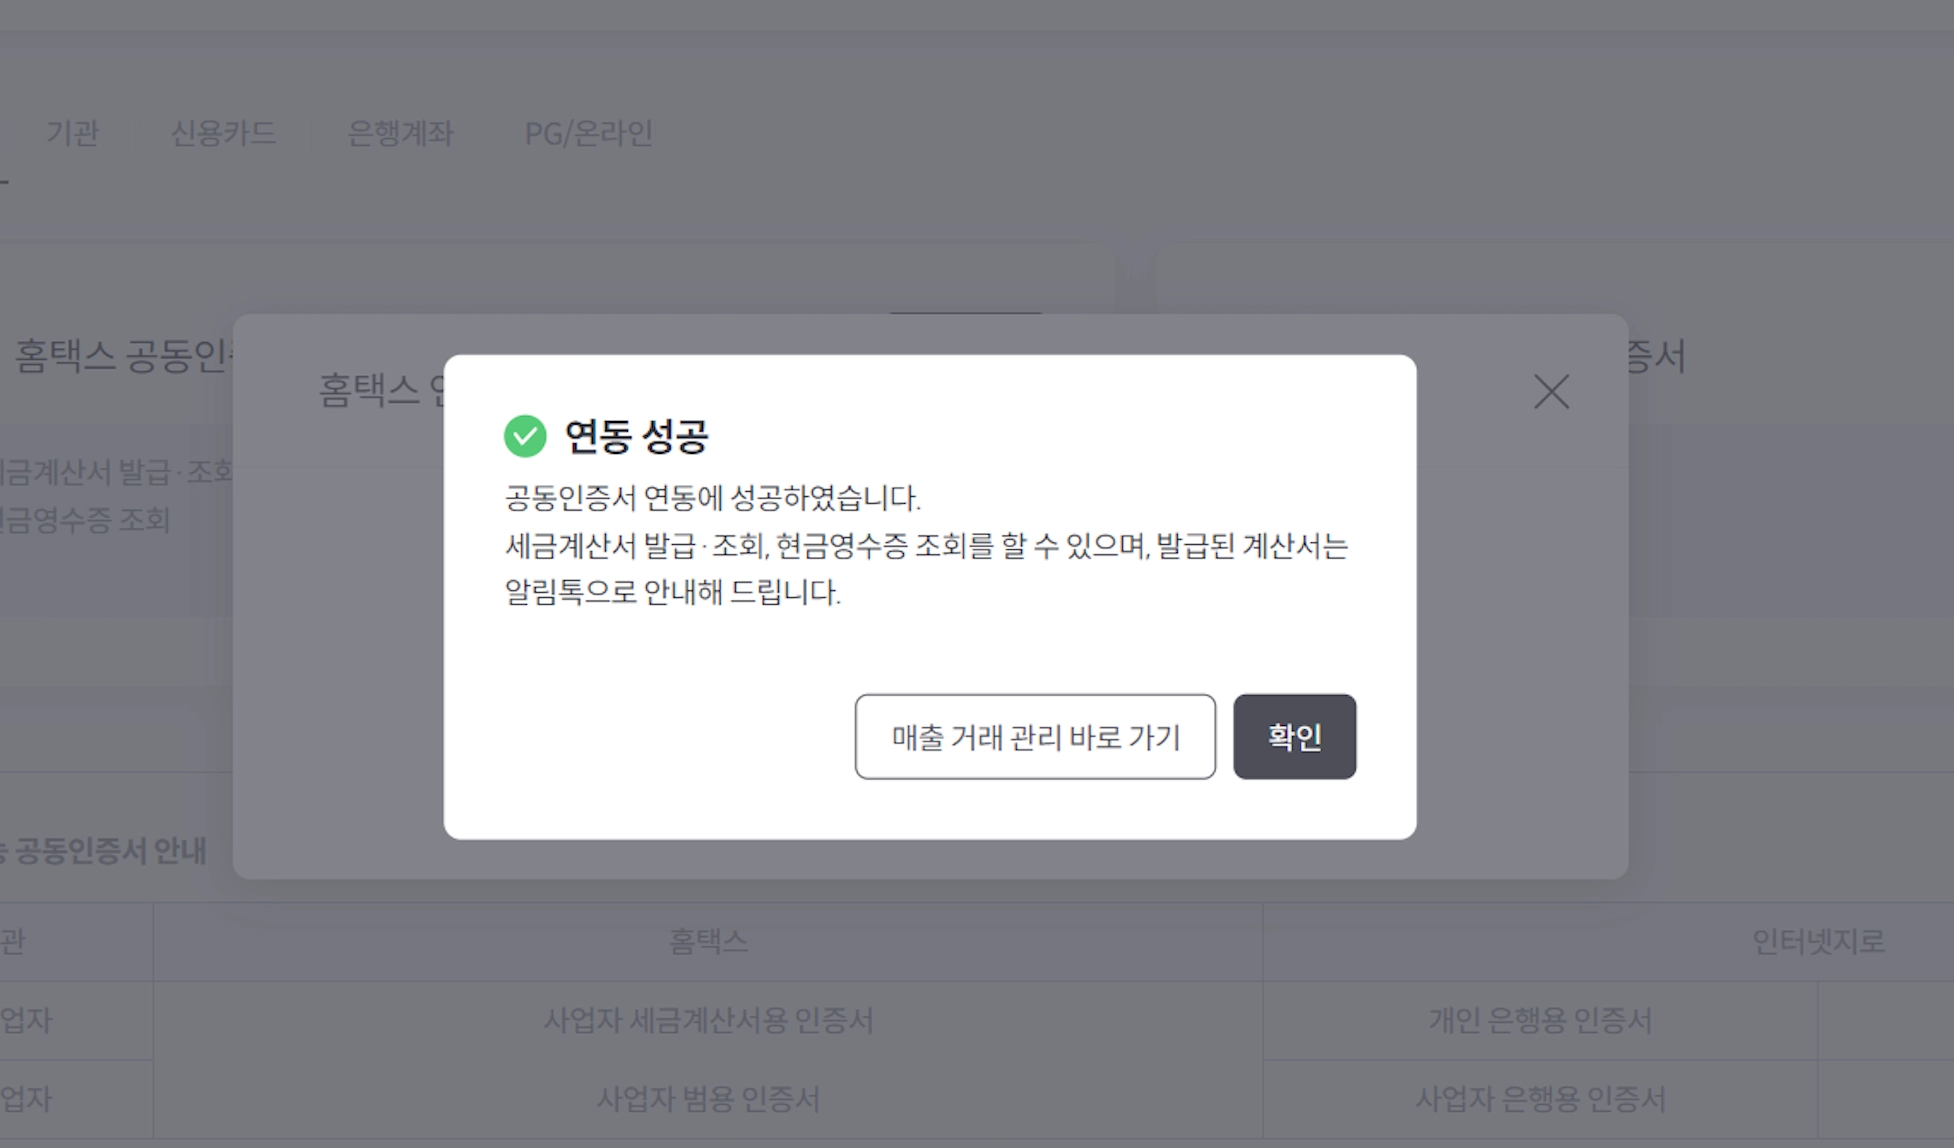 기관 신용카드 은행계좌 PG/온라인
홈택스 공동인
증서
홈택스
연동 성공
공동인증서 연동에 성공하였습니다.
세금계산서 발급·조회, 현금영수증 조회를 할 수 있으며, 발급된 계산서는
알림톡으로 안내해 드립니다.
금계산서 발급·조회
금영수증 조회
매출 거래 관리 바로 가기 확인
공동인증서 안내
관 홈택스 인터넷지로
업자 사업자 세금계산서용 인증서 개인 은행용 인증서
업자 사업자 범용 인증서 사업자 은행용 인증서